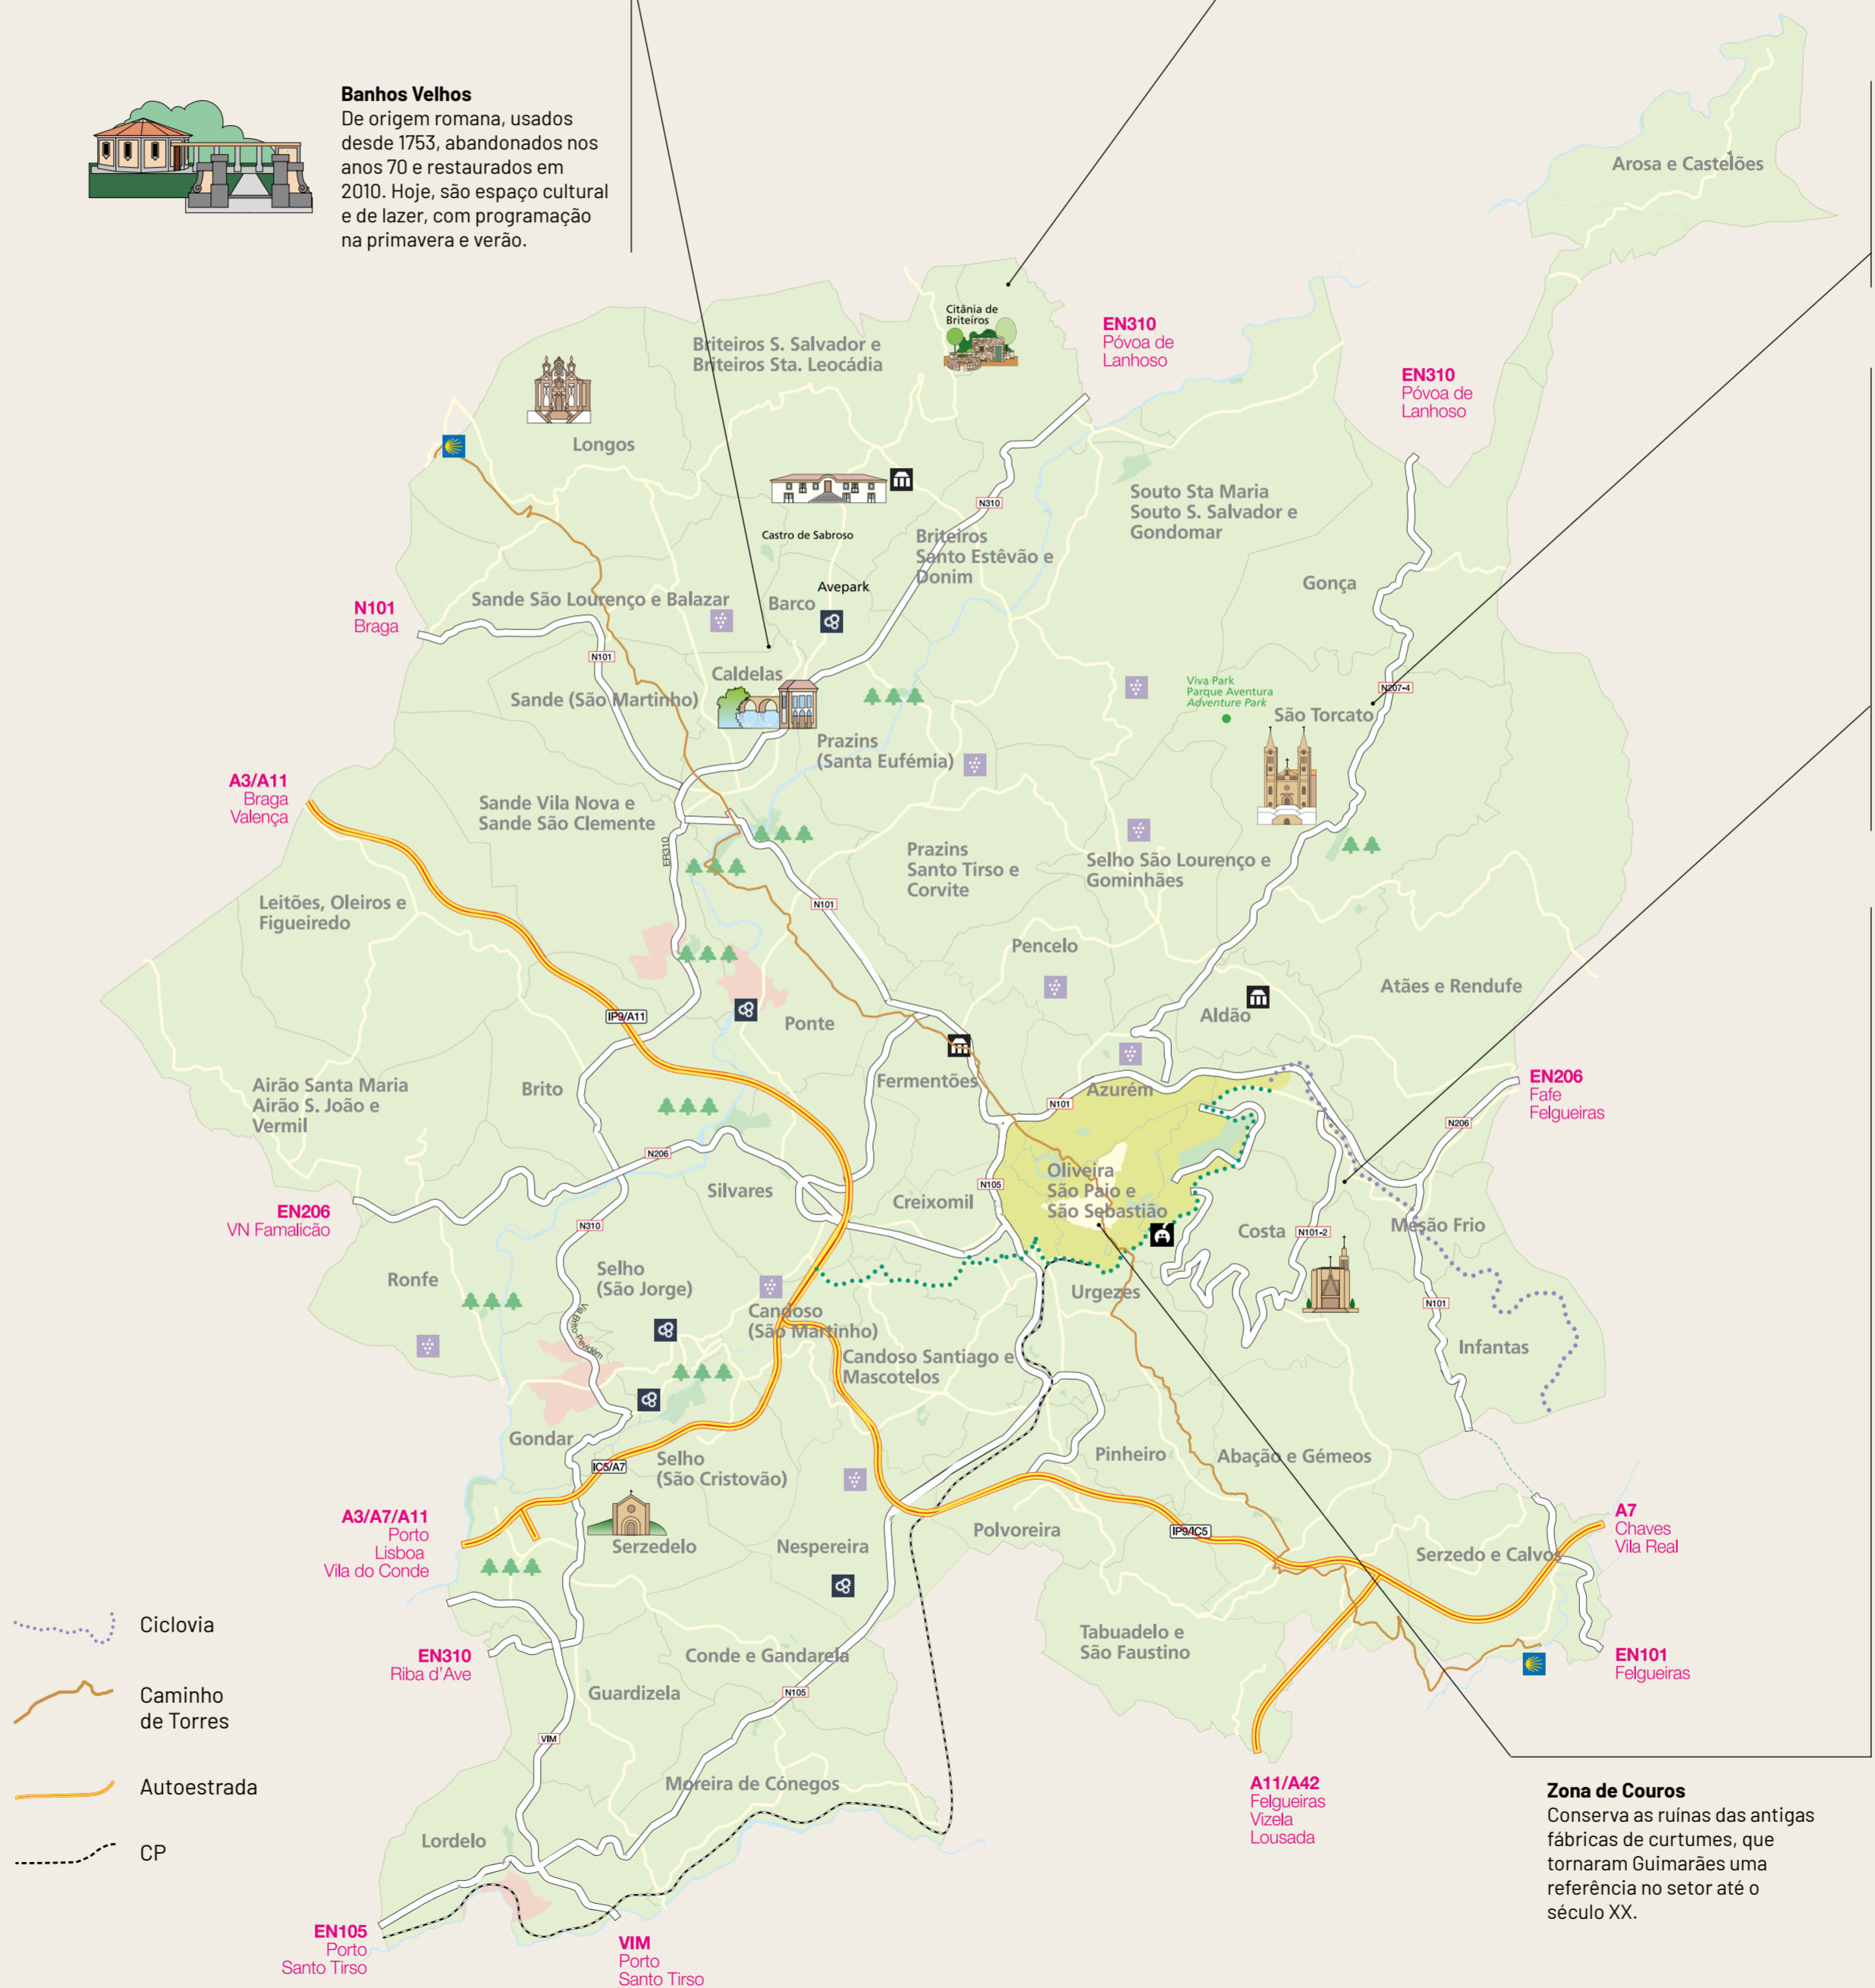 Banhos Velhos
De origem romana, usados
desde 1753, abandonados nos
anos 70 e restaurados em
2010. Hoje, são espaço cultural
e de lazer, com programação
na primavera e verão.
Arosa e Castelões
Citânia de
Briteiros
EN310
Póvoa de
Lanhoso
Briteiros S. Salvador e
Briteiros Sta. Leocádia
EN310
Póvoa de
Lanhoso
Longos
N310
Souto Sta Maria
Souto S. Salvador e
Gondomar
Castro de Sabroso
Briteiros
Santo Estêvão e
Donim
Gonça
Avepark
Sande São Lourenço e Balazar
Barco
N101
Braga
N101
Caldelas
Sande (São Martinho)
Viva Park
Parque Aventura
Adventure Park
N207-4
São Torcato
Prazins
(Santa Eufémia)
A3/A11
Braga
Valença
Sande Vila Nova e
Sande São Clemente
ER310
Prazins
Santo Tirso e
Corvite
Selho São Lourenço e
Gominhães
Leitões, Oleiros e
Figueiredo
N101
Pencelo
Atães e Rendufe
IP9/A11
Ponte
Aldão
Airão Santa Maria
Airão S. João e
Vermil
Brito
Fermentões
Azurém
N101
EN206
Fafe
Felgueiras
N206
N206
Silvares
Creixomil
N105
Oliveira
São Paio e
São Sebastião
EN206
VN Famalicão
N310
Costa
N101-2
Mesão Frio
Ronfe
Selho
(São Jorge)
Urgezes
Via Brito-Pevidém
Candoso
(São Martinho)
N101
Infantas
Candoso Santiago e
Mascotelos
Gondar
IC5/A7
Selho
(São Cristovão)
Pinheiro
Abação e Gémeos
A3/A7/A11
Porto
Lisboa
Vila do Conde
Serzedelo
Nespereira
Polvoreira
IP9/IC5
Serzedo e Calvos
A7
Chaves
Vila Real
Ciclovia
Tabuadelo e
São Faustino
EN310
Riba d'Ave
Conde e Gandarela
EN101
Felgueiras
Caminho
de Torres
Guardizela
N105
VIM
Autoestrada
Moreira de Cónegos
A11/A42
Felgueiras
Vizela
Lousada
Zona de Couros
Conserva as ruínas das antigas
fábricas de curtumes, que
tornaram Guimarães uma
referência no setor até o
século XX.
CP
Lordelo
EN105
Porto
Santo Tirso
VIM
Porto
Santo Tirso